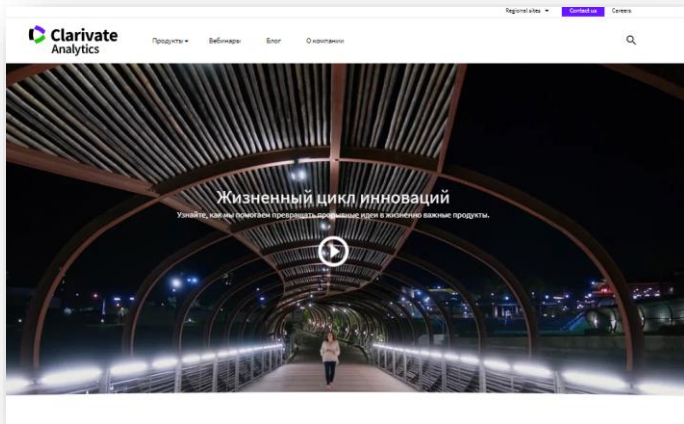 Regional sites
Contact us
Careers
Clarivate
Analytics
Продукты
Вебинары
Блог
О компании
Жизненный цикл инноваций
Узнайте, как мы помогаем превращать прорывные идеи в жизненно важные продукты.